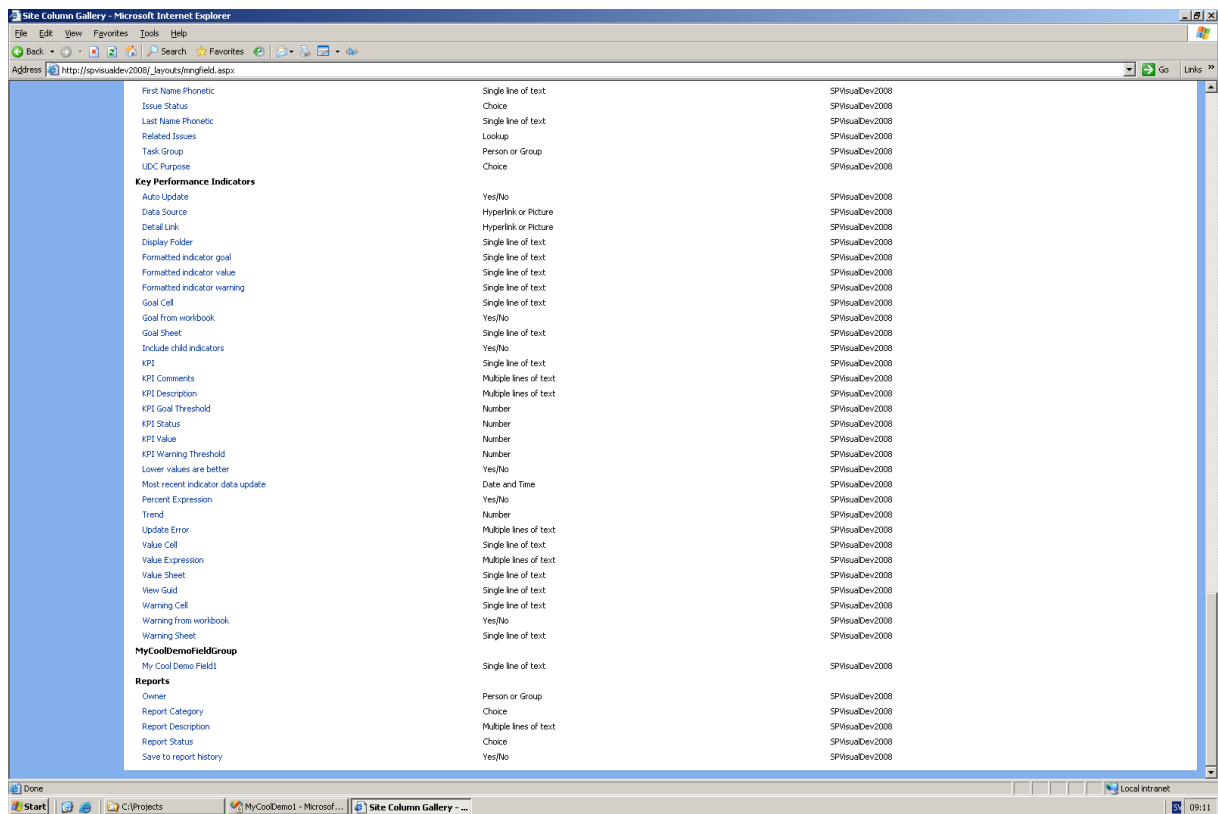 Site Column Gallery - Microsoft Internet Explorer
File Edit View Favorites Tools Help
Back Search Favorites
Address http://spvisualdev2008/_layouts/mngfield.aspx Go Links »
First Name Phonetic Single line of text SPVisualDev2008
Issue Status Choice SPVisualDev2008
Last Name Phonetic Single line of text SPVisualDev2008
Related Issues Lookup SPVisualDev2008
Task Group Person or Group SPVisualDev2008
UDC Purpose Choice SPVisualDev2008
Key Performance Indicators
Auto Update Yes/No SPVisualDev2008
Data Source Hyperlink or Picture SPVisualDev2008
Detail Link Hyperlink or Picture SPVisualDev2008
Display Folder Single line of text SPVisualDev2008
Formatted indicator goal Single line of text SPVisualDev2008
Formatted indicator value Single line of text SPVisualDev2008
Formatted indicator warning Single line of text SPVisualDev2008
Goal Cell Single line of text SPVisualDev2008
Goal from workbook Yes/No SPVisualDev2008
Goal Sheet Single line of text SPVisualDev2008
Include child indicators Yes/No SPVisualDev2008
KPI Single line of text SPVisualDev2008
KPI Comments Multiple lines of text SPVisualDev2008
KPI Description Multiple lines of text SPVisualDev2008
KPI Goal Threshold Number SPVisualDev2008
KPI Status Number SPVisualDev2008
KPI Value Number SPVisualDev2008
KPI Warning Threshold Number SPVisualDev2008
Lower values are better Yes/No SPVisualDev2008
Most recent indicator data update Date and Time SPVisualDev2008
Percent Expression Yes/No SPVisualDev2008
Trend Number SPVisualDev2008
Update Error Multiple lines of text SPVisualDev2008
Value Cell Single line of text SPVisualDev2008
Value Expression Multiple lines of text SPVisualDev2008
Value Sheet Single line of text SPVisualDev2008
View Guid Single line of text SPVisualDev2008
Warning Cell Single line of text SPVisualDev2008
Warning from workbook Yes/No SPVisualDev2008
Warning Sheet Single line of text SPVisualDev2008
MyCoolDemoFieldGroup
My Cool Demo Field1 Single line of text SPVisualDev2008
Reports
Owner Person or Group SPVisualDev2008
Report Category Choice SPVisualDev2008
Report Description Multiple lines of text SPVisualDev2008
Report Status Choice SPVisualDev2008
Save to report history Yes/No SPVisualDev2008
Done Local intranet
Start C:\Projects MyCoolDemo1 - Microsof... Site Column Gallery - ... SV 09:11